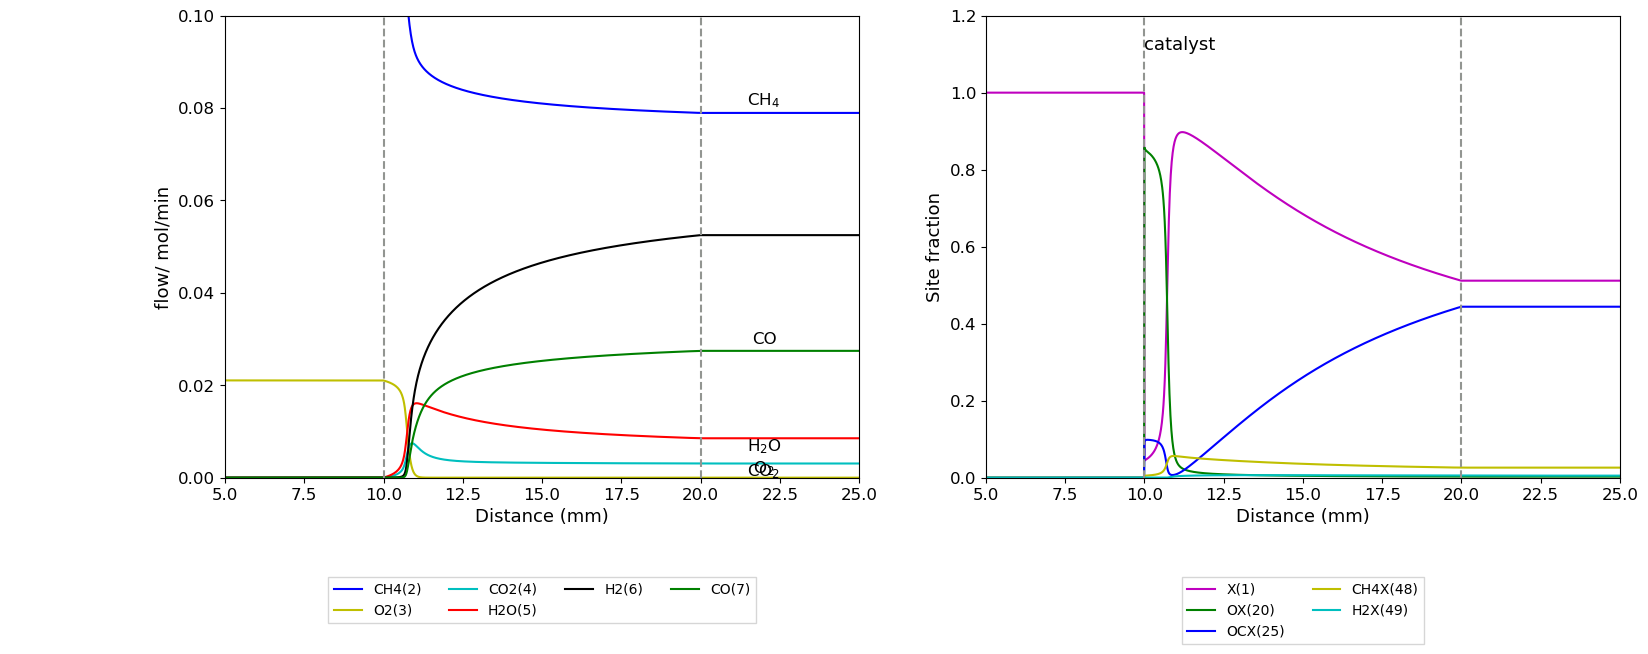 0.10
0.08
0.06
0.04
0.02
0.00
flow/ mol/min
CH4
CO
H2O
O2
CO2
5.0 7.5 10.0 12.5 15.0 17.5 20.0 22.5 25.0
Distance (mm)
CH4(2) CO2(4) H2(6) CO(7)
O2(3) H2O(5)
1.2
1.0
0.8
0.6
0.4
0.2
0.0
Site fraction
catalyst
5.0 7.5 10.0 12.5 15.0 17.5 20.0 22.5 25.0
Distance (mm)
X(1) CH4X(48)
OX(20) H2X(49)
OCX(25)